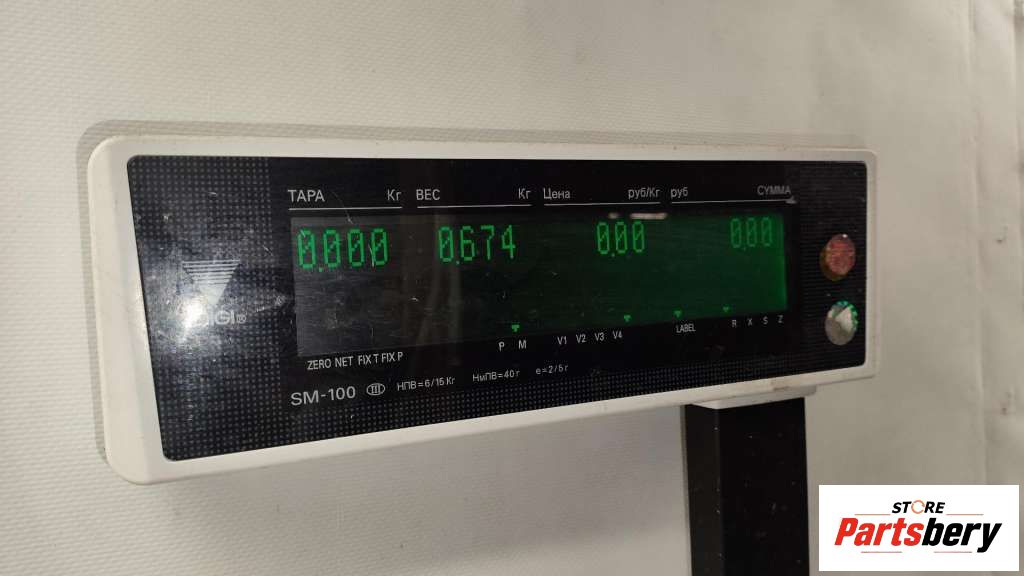 ТАРА Кг ВЕС Кг Цена руб/Кг руб СУММА
0.000 0.674 0.00 0.00
DIGI
P M V1 V2 V3 V4 LABEL R X S Z
ZERO NET FIX T FIX P
SM-100 III НПВ=6/15 Кг НмПВ=40 г e=2/5 г
STORE
Partsbery